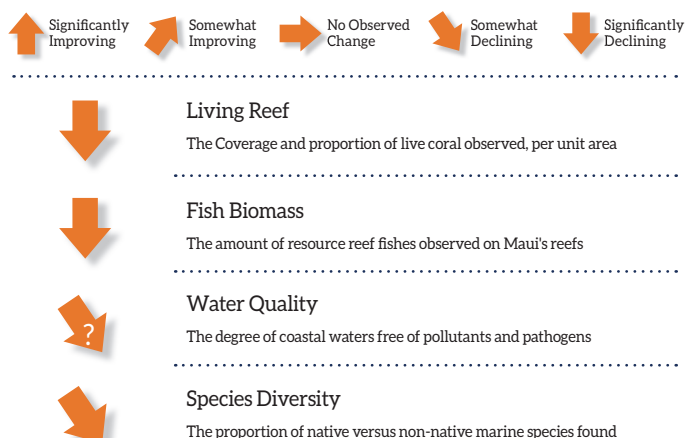 Significantly Improving
Somewhat Improving
No Observed Change
Somewhat Declining
Significantly Declining
Living Reef
The Coverage and proportion of live coral observed, per unit area
Fish Biomass
The amount of resource reef fishes observed on Maui's reefs
Water Quality
?
The degree of coastal waters free of pollutants and pathogens
Species Diversity
The proportion of native versus non-native marine species found